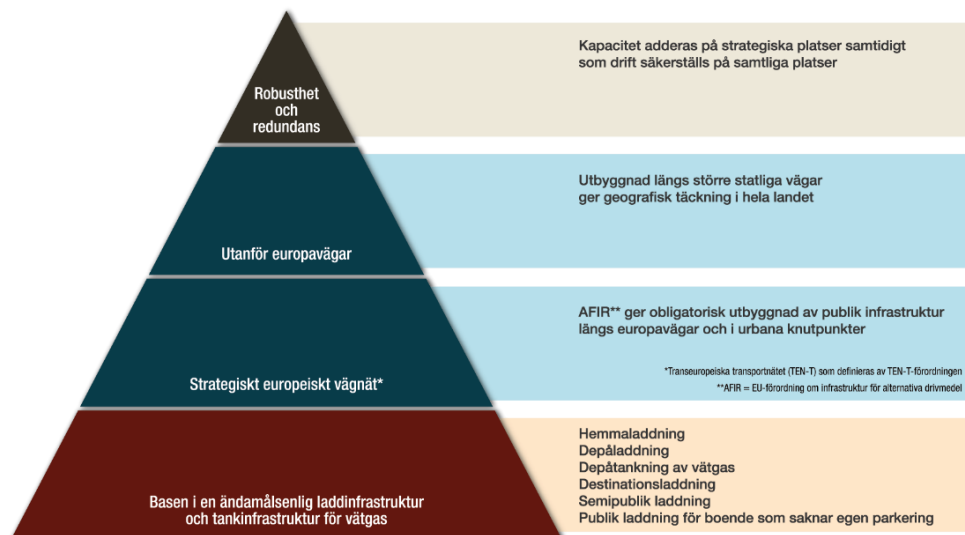 Robusthet
och
redundans
Kapacitet adderas på strategiska platser samtidigt
som drift säkerställs på samtliga platser
Utanför europavägar
Utbyggnad längs större statliga vägar
ger geografisk täckning i hela landet
Strategiskt europeiskt vägnät*
AFIR** ger obligatorisk utbyggnad av publik infrastruktur
längs europavägar och i urbana knutpunkter
*Transeuropeiska transportnätet (TEN-T) som definieras av TEN-T-förordningen
**AFIR = EU-förordning om infrastruktur för alternativa drivmedel
Basen i en ändamålsenlig laddinfrastruktur
och tankinfrastruktur för vätgas
Hemmaladdning
Depåladdning
Depåtankning av vätgas
Destinationsladdning
Semipublik laddning
Publik laddning för boende som saknar egen parkering